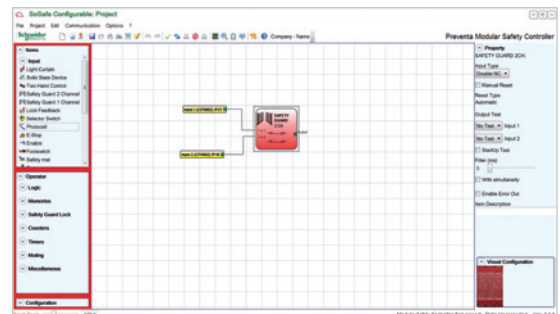 SoSafe Configurable: Project
File Project Edit Communication Options ?
Schneider
Company - Name
Preventa Modular Safety Controller
Items
Input
Light Curtain
Solid State Device
Two Hand Control
Safety Guard 2 Channel
Safety Guard 1 Channel
Lock Feedback
Selector Switch
Photocell
E-Stop
Enable
Footswitch
Safety mat
Operator
Logic
Memories
Safety Guard Lock
Counters
Timers
Muting
Miscellaneous
Configuration
SAFETY
GUARD
2 CH
Property
SAFETY GUARD 2CH.
Input Type
Double NC
Manual Reset
Reset Type
Automatic
Output Test
No Test Input 1
No Test Input 2
StartUp Test
Filter (ms)
With simultaneity
Enable Error Out
Item Description
Visual Configuration